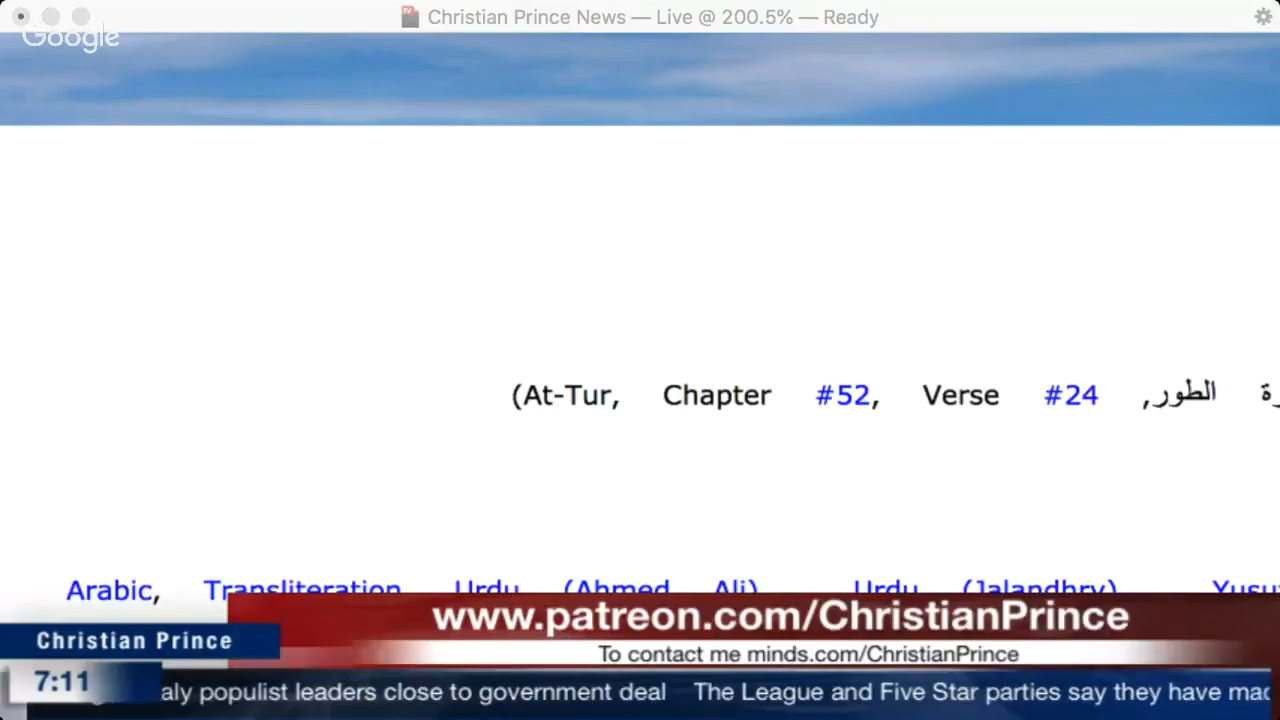 Christian Prince News — Live @ 200.5% — Ready
Google
(At-Tur, Chapter #52, Verse #24 الطور,
Arabic, Transliteration Urdu (Ahmed Ali) Urdu (Jalandhry)
www.patreon.com/ChristianPrince
Christian Prince
To contact me minds.com/ChristianPrince
7:11
populist leaders close to government deal The League and Five Star parties say they have